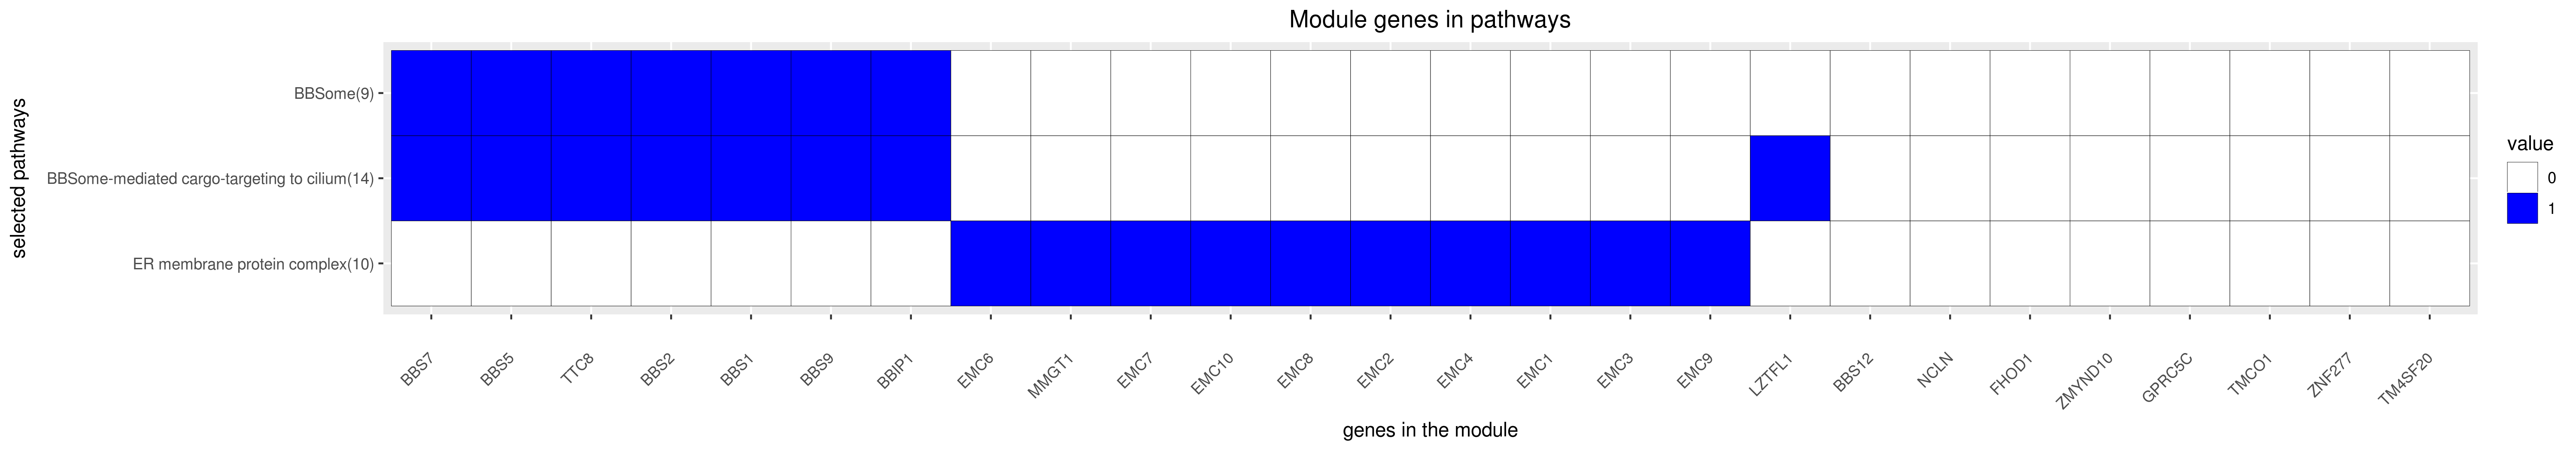 Module genes in pathways
selected pathways
BBSome(9)
BBSome-mediated cargo-targeting to cilium(14)
ER membrane protein complex(10)
BBS7
BBS5
TTC8
BBS2
BBS1
BBS9
BBIP1
EMC6
MMGT1
EMC7
EMC10
EMC8
EMC2
EMC4
EMC1
EMC3
EMC9
LZTFL1
BBS12
NCLN
FHOD1
ZMYND10
GPRC5C
TMCO1
ZNF277
TM4SF20
genes in the module
value
0
1